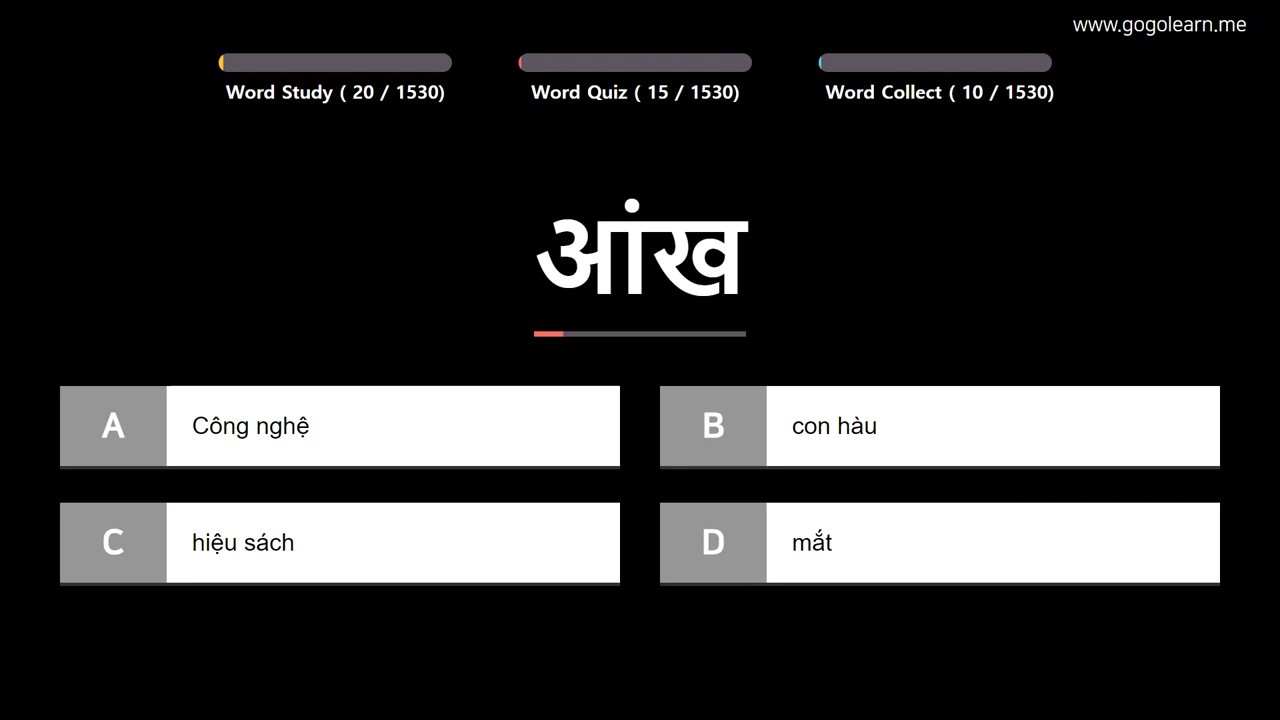 www.gogolearn.me
Word Study ( 20 / 1530)
Word Quiz ( 15 / 1530)
Word Collect ( 10 / 1530)
आंख
A
Công nghệ
B
con hàu
C
hiệu sách
D
mắt